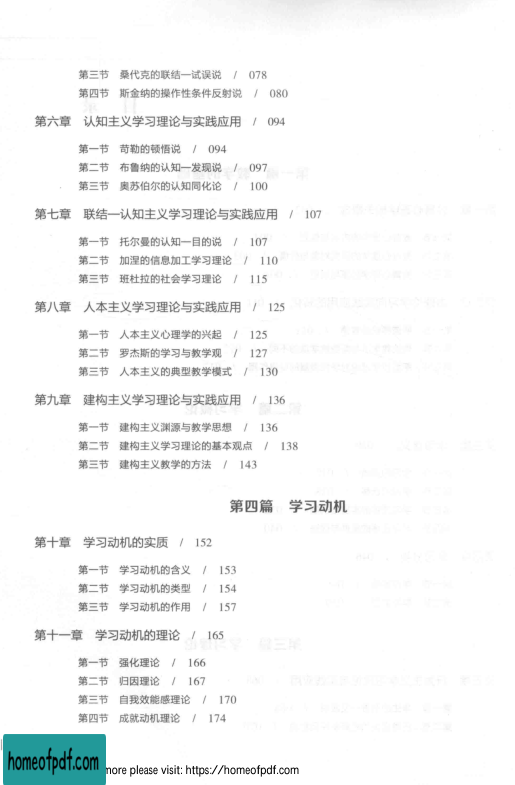 第三节 桑代克的联结—试误说 / 078
第四节 斯金纳的操作性条件反射说 / 080
第六章 认知主义学习理论与实践应用 / 094
第一节 苛勒的顿悟说 / 094
第二节 布鲁纳的认知—发现说 / 097
第三节 奥苏伯尔的认知同化论 / 100
第七章 联结—认知主义学习理论与实践应用 / 107
第一节 托尔曼的认知—目的说 / 107
第二节 加涅的信息加工学习理论 / 110
第三节 班杜拉的社会学习理论 / 115
第八章 人本主义学习理论与实践应用 / 125
第一节 人本主义心理学的兴起 / 125
第二节 罗杰斯的学习与教学观 / 127
第三节 人本主义的典型教学模式 / 130
第九章 建构主义学习理论与实践应用 / 136
第一节 建构主义渊源与教学思想 / 136
第二节 建构主义学习理论的基本观点 / 138
第三节 建构主义教学的方法 / 143
第四篇 学习动机
第十章 学习动机的实质 / 152
第一节 学习动机的含义 / 153
第二节 学习动机的类型 / 154
第三节 学习动机的作用 / 157
第十一章 学习动机的理论 / 165
第一节 强化理论 / 166
第二节 归因理论 / 167
第三节 自我效能感理论 / 170
第四节 成就动机理论 / 174
homeofpdf.com
more please visit: https://homeofpdf.com